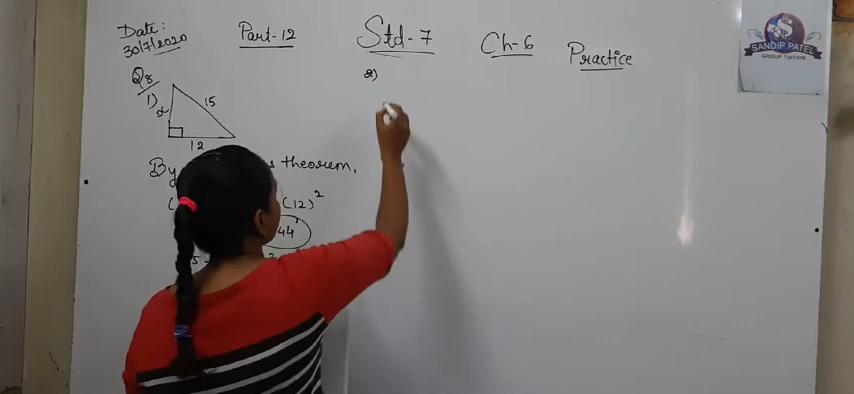 Date:
30/7/2020
Part-12
Std-7
Ch-6
Practice
SANDIP PATEL
GROUP TUITION
Q8
1)
x
15
12
By theorem,
( (12)²
44
2)